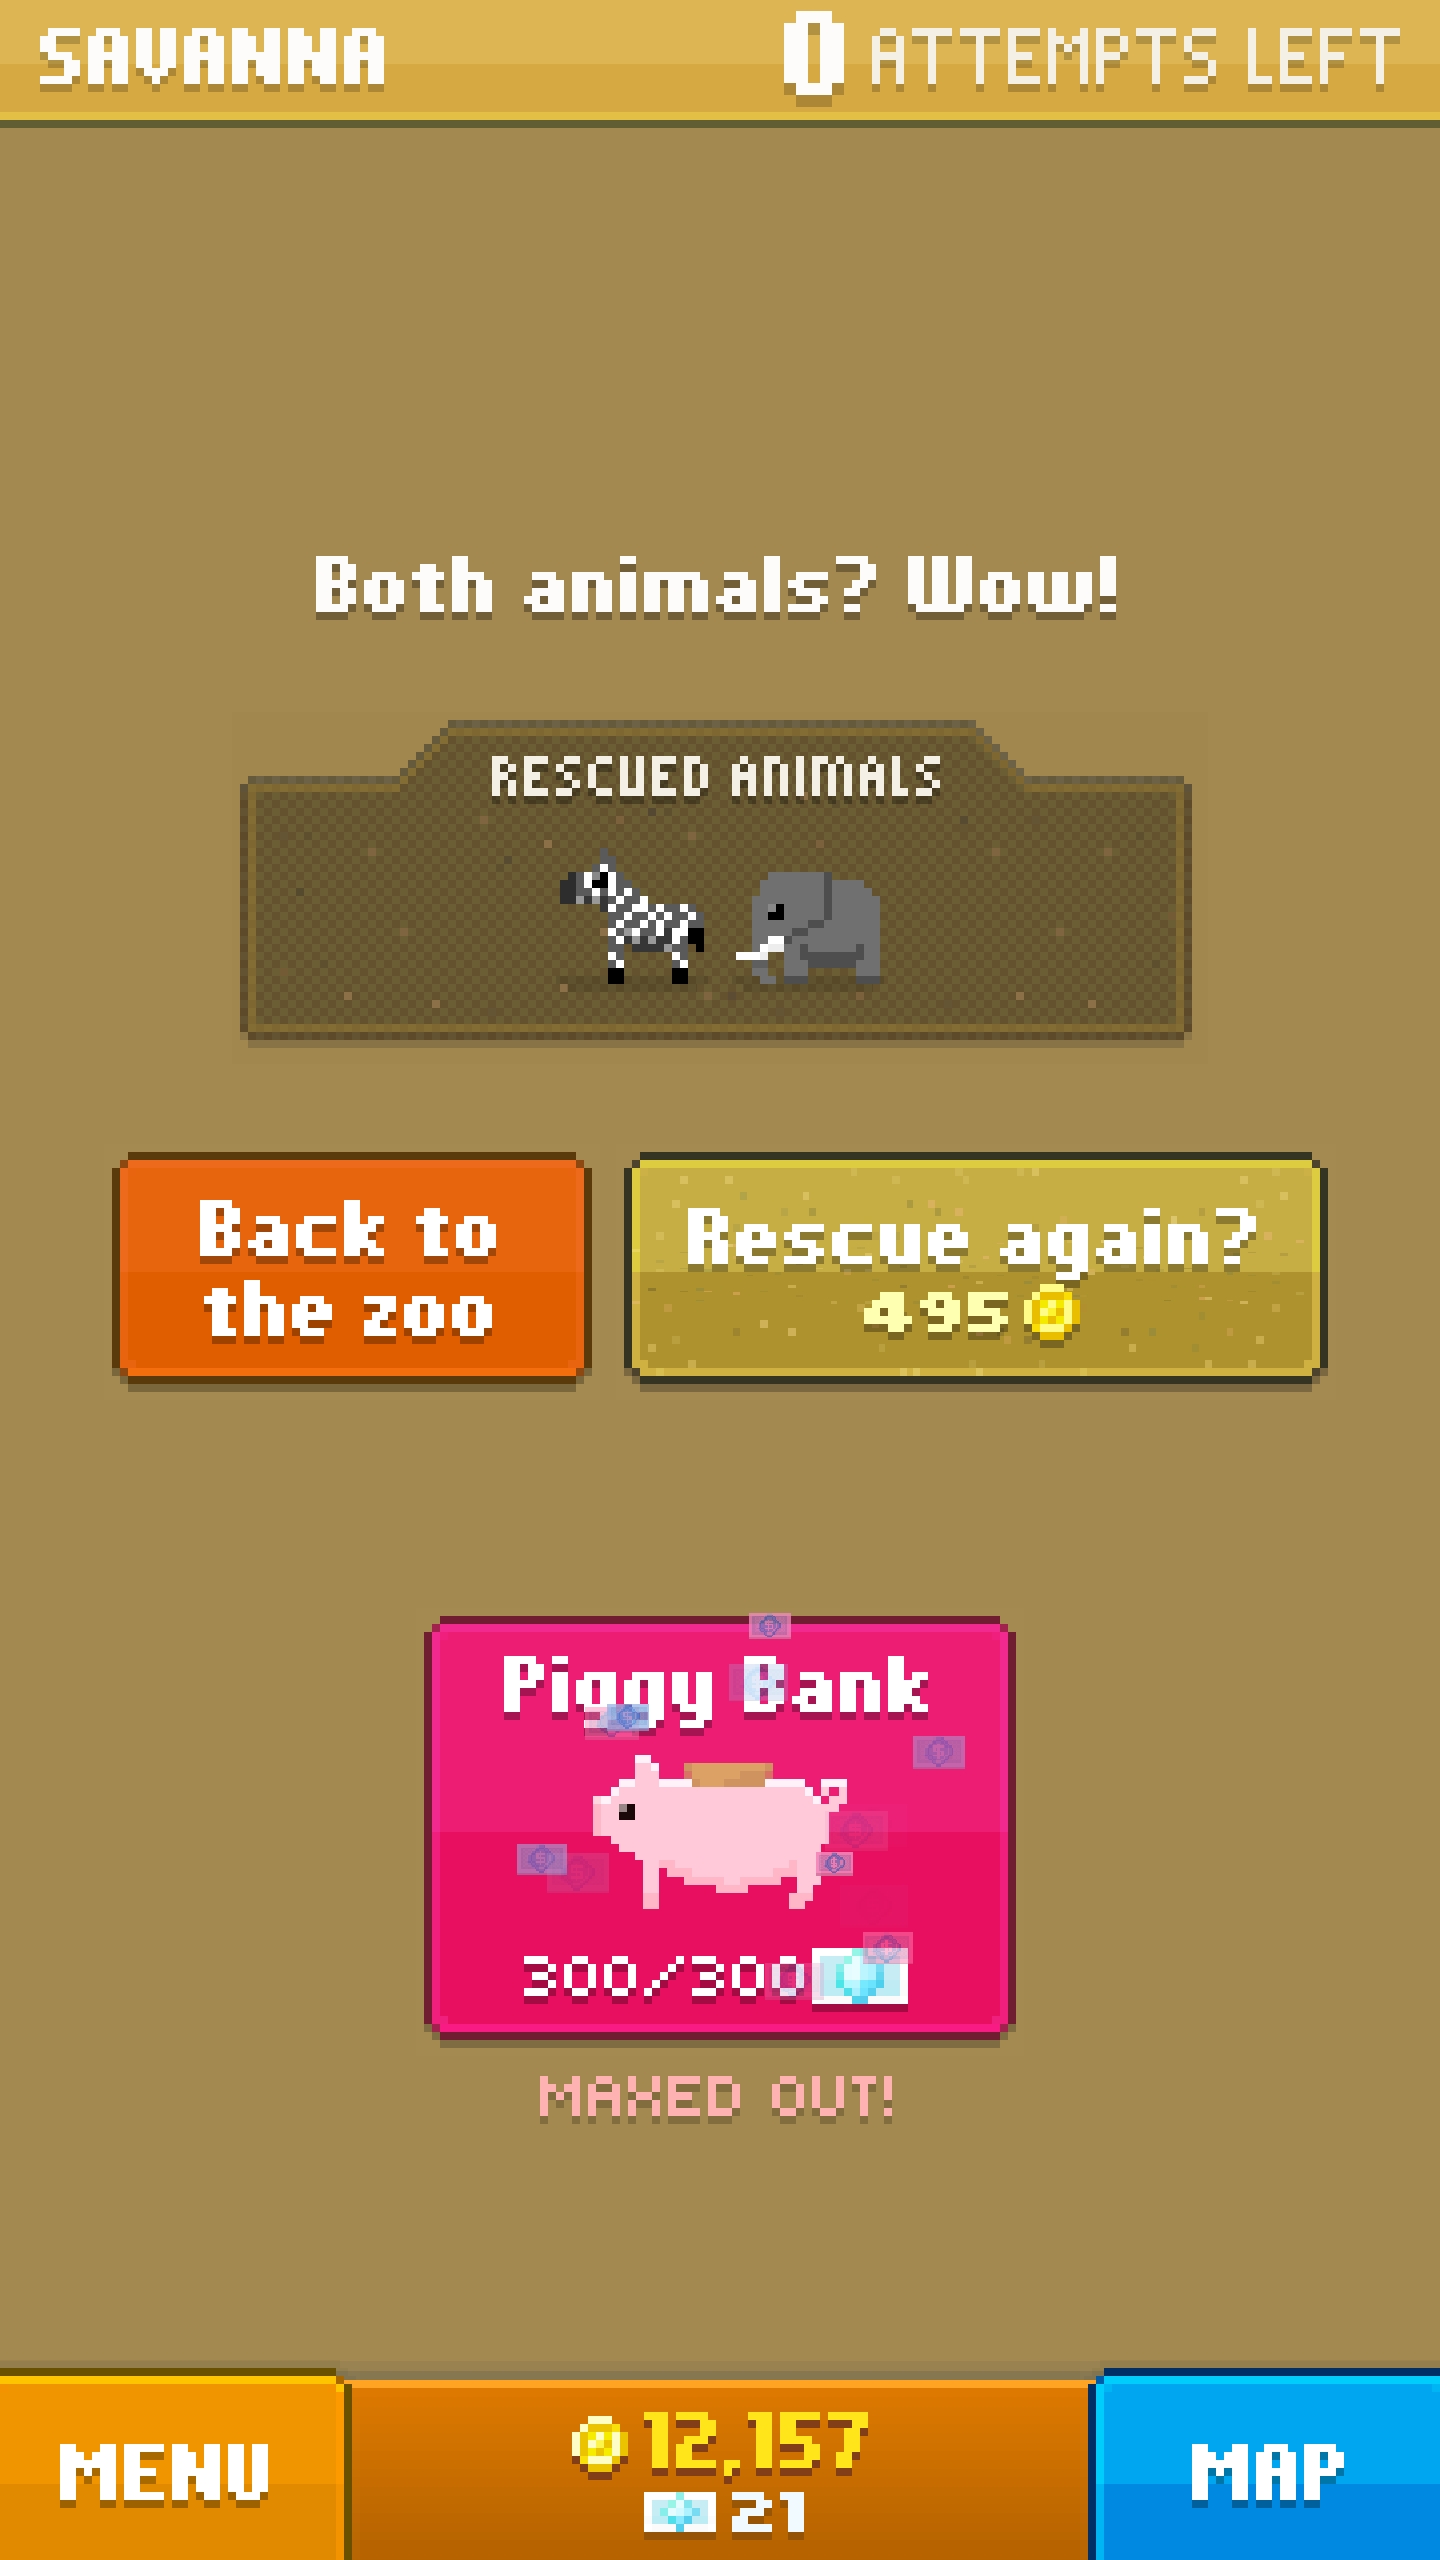 SAVANNA
0 ATTEMPTS LEFT
Both animals? Wow!
RESCUED ANIMALS
Back to
the zoo
Rescue again?
495
Piggy Bank
300/300
MAXED OUT!
MENU
12,157
21
MAP